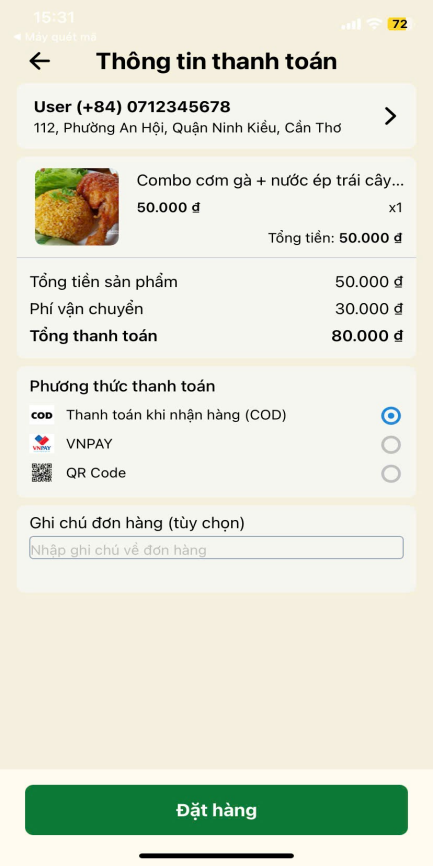 15:31
72
◀ Máy quét mã
Thông tin thanh toán
User (+84) 0712345678
112, Phường An Hội, Quận Ninh Kiều, Cần Thơ
Combo cơm gà + nước ép trái cây...
50.000 ₫ x1
Tổng tiền: 50.000 ₫
Tổng tiền sản phẩm 50.000 ₫
Phí vận chuyển 30.000 ₫
Tổng thanh toán 80.000 ₫
Phương thức thanh toán
COD Thanh toán khi nhận hàng (COD)
VNPAY VNPAY
QR Code
Ghi chú đơn hàng (tùy chọn)
Nhập ghi chú về đơn hàng
Đặt hàng